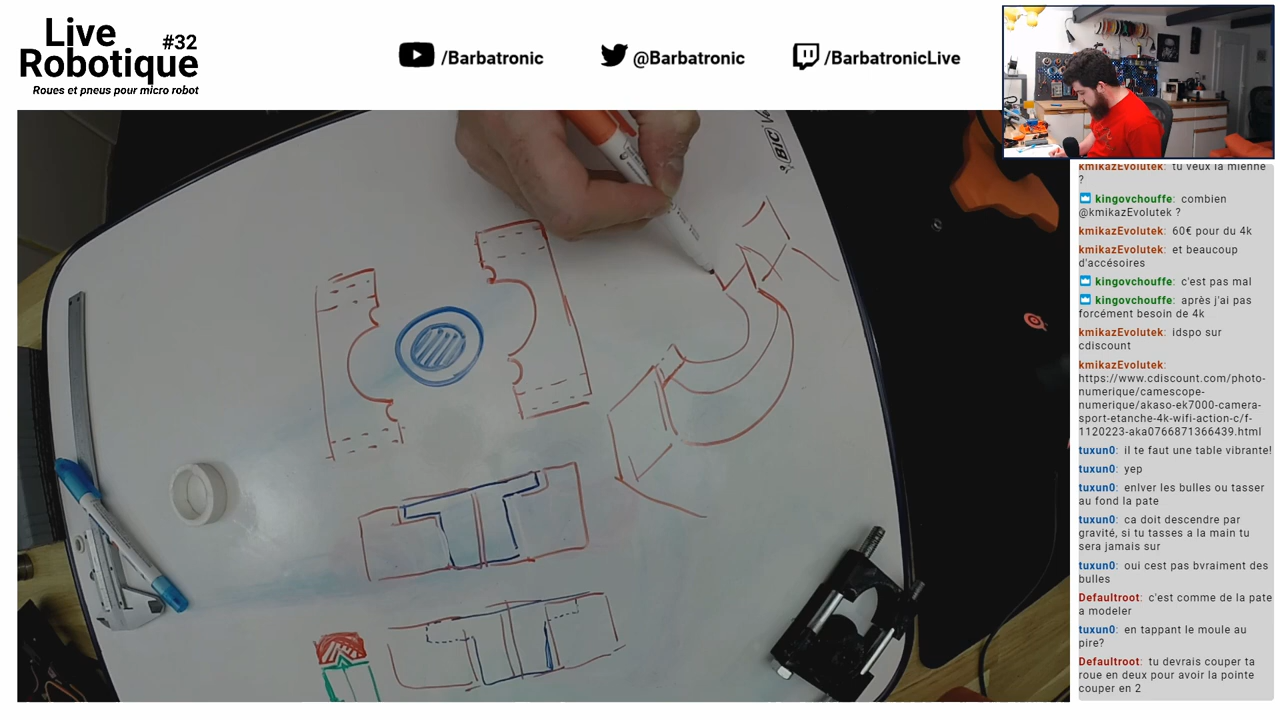 Live
Robotique
#32
Roues et pneus pour micro robot
/Barbatronic
@Barbatronic
/BarbatronicLive
BIC
kmikazEvolutek: tu veux la mienne
?
kingovchouffe: combien
@kmikazEvolutek ?
kmikazEvolutek: 60€ pour du 4k
kmikazEvolutek: et beaucoup
d'accésoires
kingovchouffe: c'est pas mal
kingovchouffe: après j'ai pas
forcément besoin de 4k
kmikazEvolutek: idspo sur
cdiscount
kmikazEvolutek:
https://www.cdiscount.com/photo-
numerique/camescope-
numerique/akaso-ek7000-camera-
sport-etanche-4k-wifi-action-c/f-
1120223-aka0766871366439.html
tuxun0: il te faut une table vibrante!
tuxun0: yep
tuxun0: enlver les bulles ou tasser
au fond la pate
tuxun0: ca doit descendre par
gravité, si tu tasses a la main tu
sera jamais sur
tuxun0: oui cest pas bvraiment des
bulles
Defaultroot: c'est comme de la pate
a modeler
tuxun0: en tappant le moule au
pire?
Defaultroot: tu devrais couper ta
roue en deux pour avoir la pointe
couper en 2